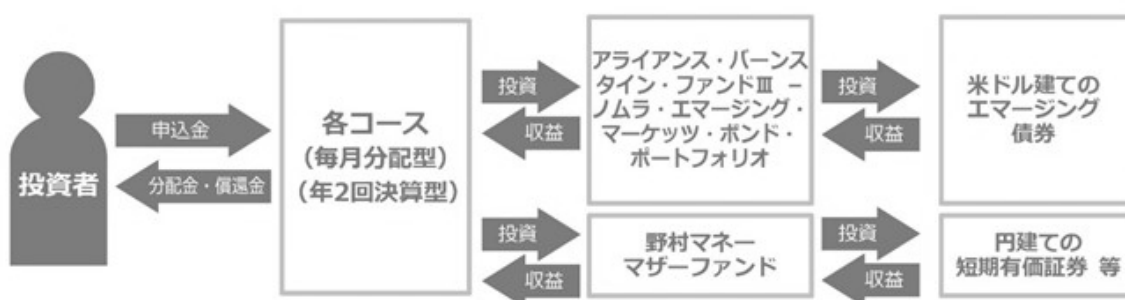 投資者
申込金
分配金・償還金
各コース
（毎月分配型）
（年2回決算型）
投資
収益
アライアンス・バーンス
タイン・ファンドⅢ －
ノムラ・エマージング・
マーケッツ・ボンド・
ポートフォリオ
投資
収益
米ドル建ての
エマージング
債券
投資
収益
野村マネー
マザーファンド
投資
収益
円建ての
短期有価証券 等